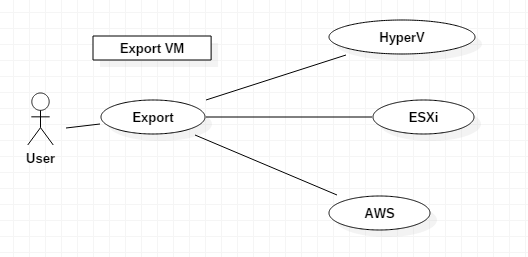 Export VM
HyperV
Export
ESXi
User
AWS